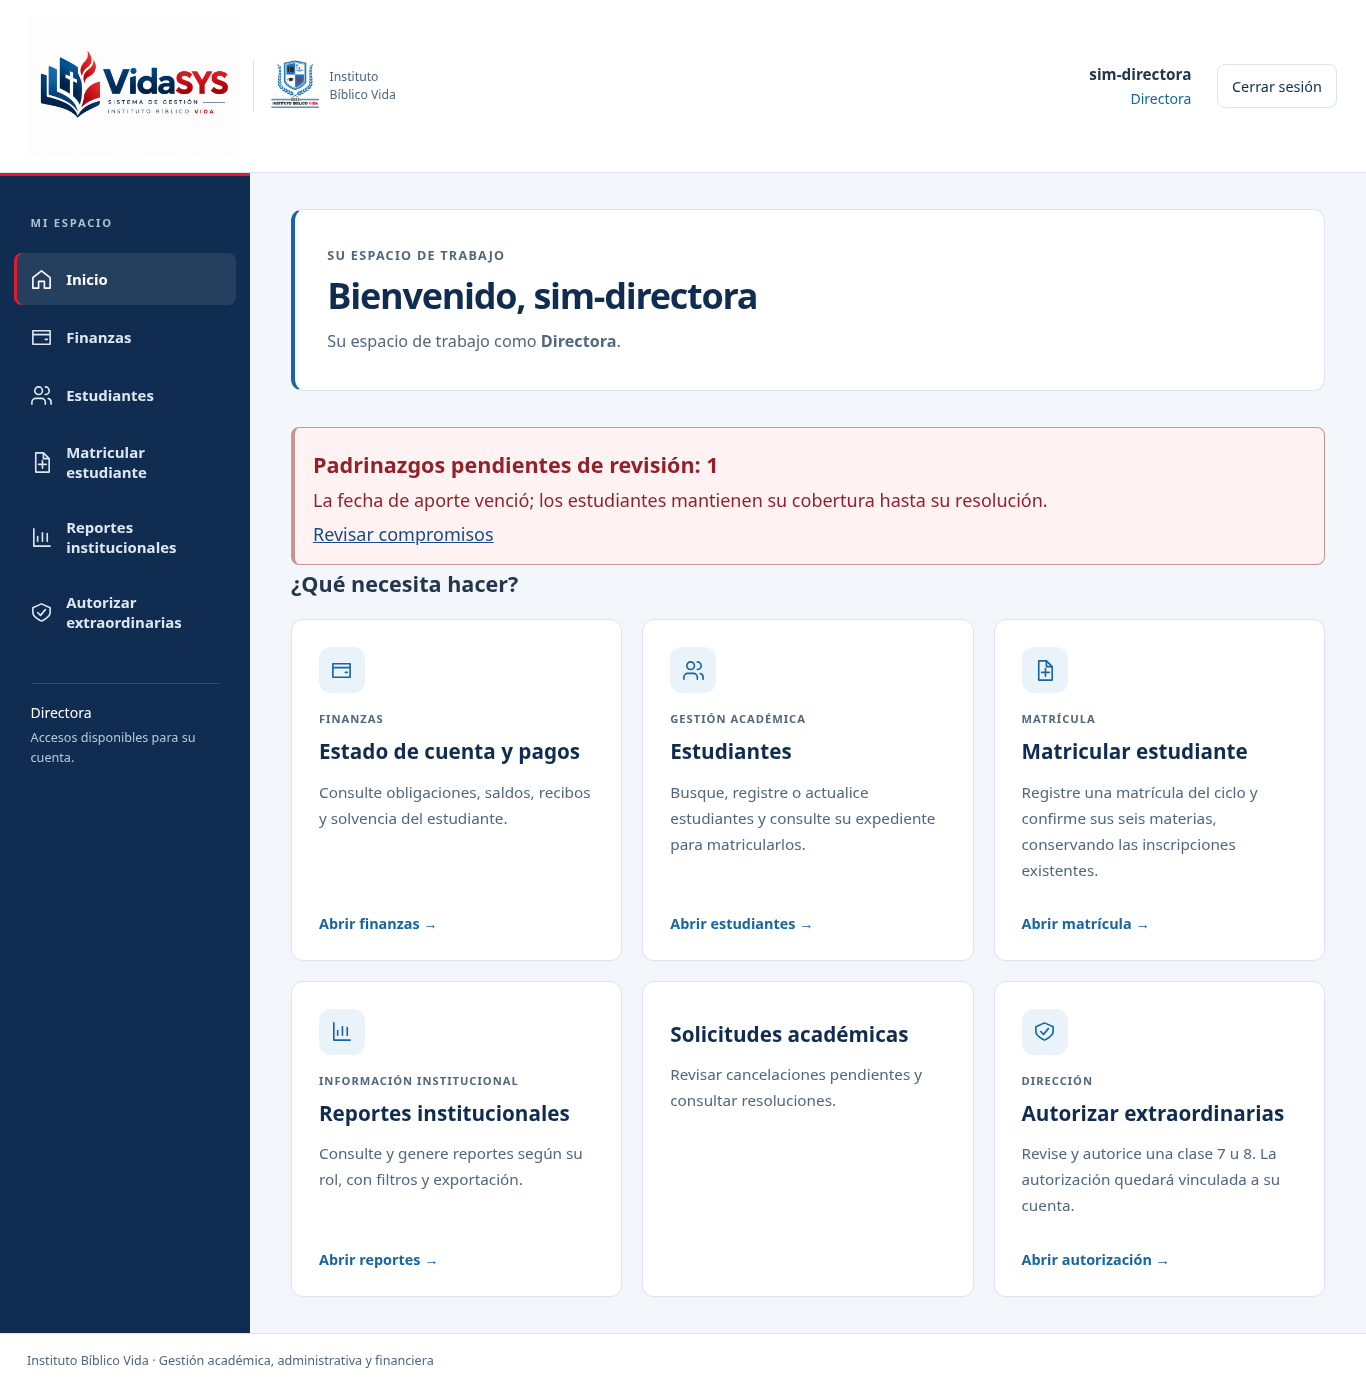 VidaSYS
SISTEMA DE GESTIÓN
INSTITUTO BÍBLICO VIDA
INSTITUTO BIBLICO VIDA
Instituto
Bíblico Vida
sim-directora
Directora
Cerrar sesión
MI ESPACIO
Inicio
Finanzas
Estudiantes
Matricular
estudiante
Reportes
institucionales
Autorizar
extraordinarias
Directora
Accesos disponibles para su
cuenta.
SU ESPACIO DE TRABAJO
Bienvenido, sim-directora
Su espacio de trabajo como Directora.
Padrinazgos pendientes de revisión: 1
La fecha de aporte venció; los estudiantes mantienen su cobertura hasta su resolución.
Revisar compromisos
¿Qué necesita hacer?
FINANZAS
Estado de cuenta y pagos
Consulte obligaciones, saldos, recibos
y solvencia del estudiante.
Abrir finanzas →
GESTIÓN ACADÉMICA
Estudiantes
Busque, registre o actualice
estudiantes y consulte su expediente
para matricularlos.
Abrir estudiantes →
MATRÍCULA
Matricular estudiante
Registre una matrícula del ciclo y
confirme sus seis materias,
conservando las inscripciones
existentes.
Abrir matrícula →
INFORMACIÓN INSTITUCIONAL
Reportes institucionales
Consulte y genere reportes según su
rol, con filtros y exportación.
Abrir reportes →
Solicitudes académicas
Revisar cancelaciones pendientes y
consultar resoluciones.
DIRECCIÓN
Autorizar extraordinarias
Revise y autorice una clase 7 u 8. La
autorización quedará vinculada a su
cuenta.
Abrir autorización →
Instituto Bíblico Vida · Gestión académica, administrativa y financiera